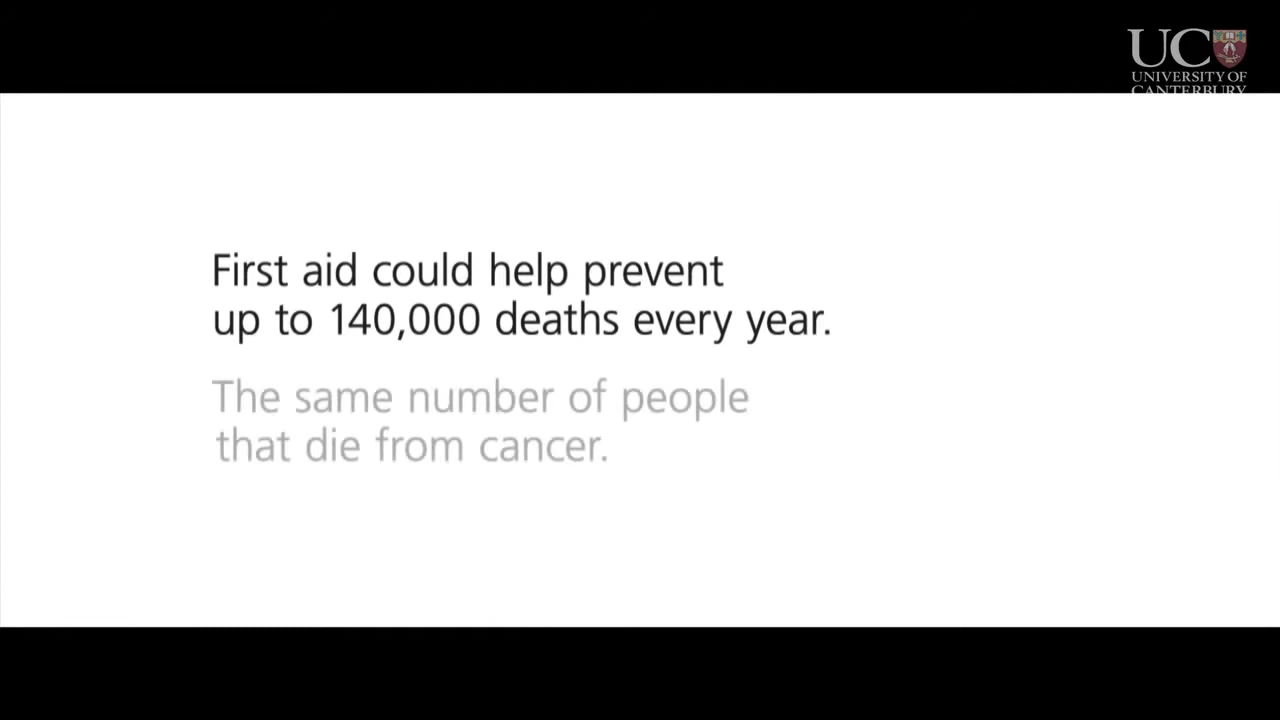 UC
UNIVERSITY OF
CANTERBURY
First aid could help prevent
up to 140,000 deaths every year.
The same number of people
that die from cancer.